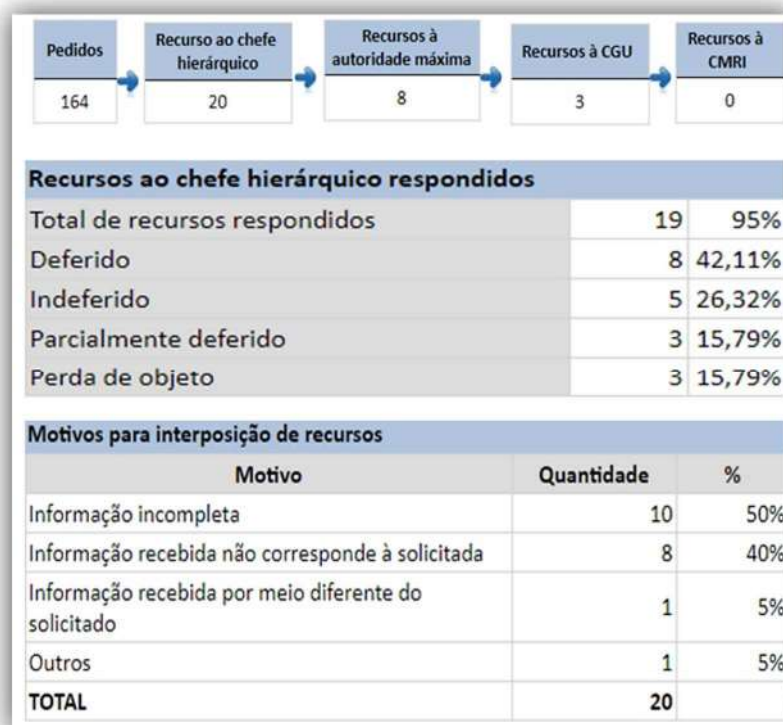 Pedidos
Recurso ao chefe
hierárquico
Recursos à
autoridade máxima
Recursos à CGU
Recursos à
CMRI
164
20
8
3
0
Recursos ao chefe hierárquico respondidos
Total de recursos respondidos 19 95%
Deferido 8 42,11%
Indeferido 5 26,32%
Parcialmente deferido 3 15,79%
Perda de objeto 3 15,79%
Motivos para interposição de recursos
Motivo Quantidade %
Informação incompleta 10 50%
Informação recebida não corresponde à solicitada 8 40%
Informação recebida por meio diferente do
solicitado 1 5%
Outros 1 5%
TOTAL 20